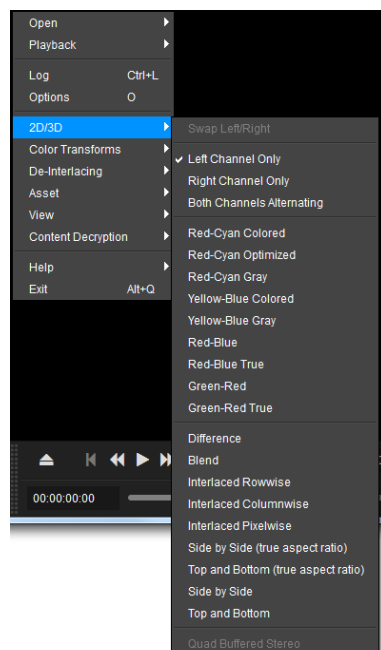 Open
Playback
Log Ctrl+L
Options O
2D/3D
Color Transforms
De-Interlacing
Asset
View
Content Decryption
Help
Exit Alt+Q
00:00:00:00
Swap Left/Right
Left Channel Only
Right Channel Only
Both Channels Alternating
Red-Cyan Colored
Red-Cyan Optimized
Red-Cyan Gray
Yellow-Blue Colored
Yellow-Blue Gray
Red-Blue
Red-Blue True
Green-Red
Green-Red True
Difference
Blend
Interlaced Rowwise
Interlaced Columnwise
Interlaced Pixelwise
Side by Side (true aspect ratio)
Top and Bottom (true aspect ratio)
Side by Side
Top and Bottom
Quad Buffered Stereo